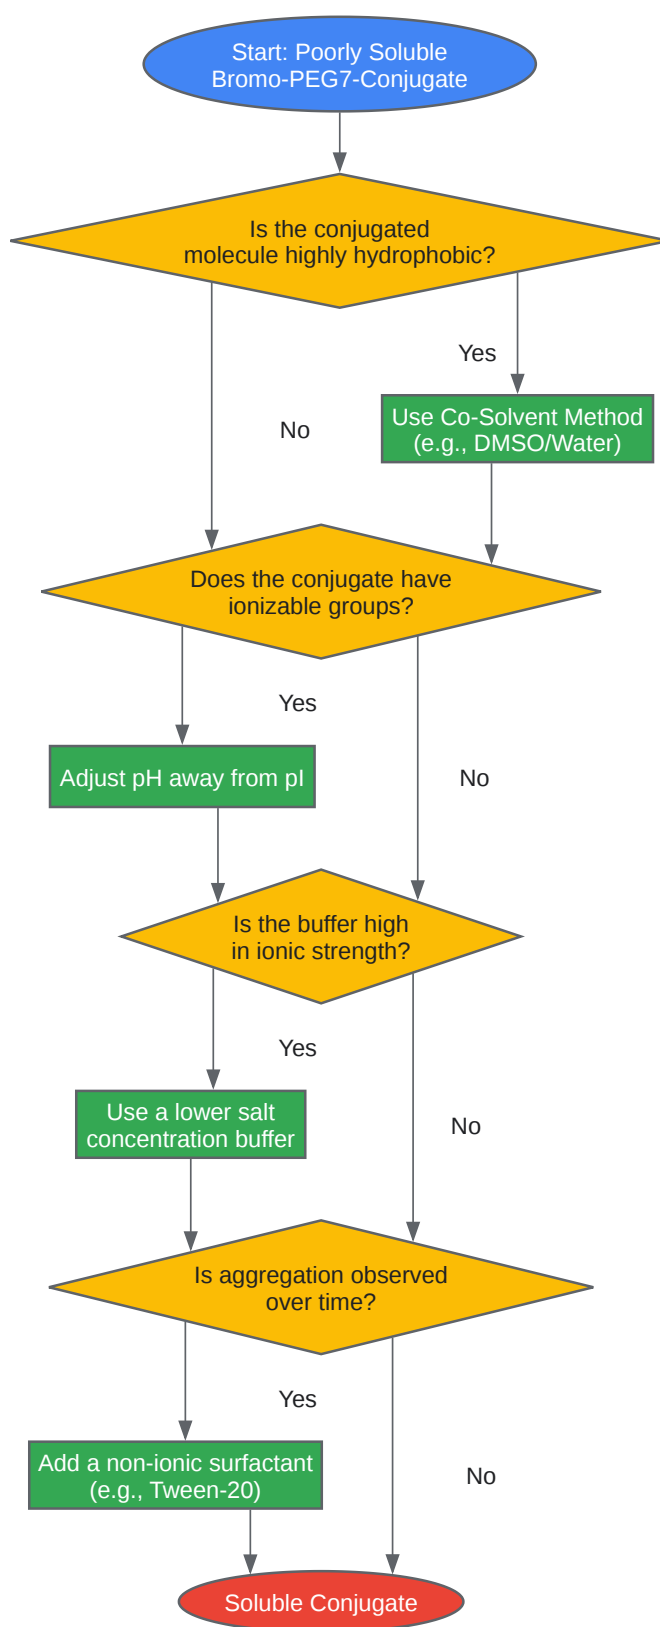 Start: Poorly Soluble
Bromo-PEG7-Conjugate
Is the conjugated
molecule highly hydrophobic?
Yes
Use Co-Solvent Method
(e.g., DMSO/Water)
No
Does the conjugate have
ionizable groups?
Yes
Adjust pH away from pI
No
Is the buffer high
in ionic strength?
Yes
Use a lower salt
concentration buffer
No
Is aggregation observed
over time?
Yes
Add a non-ionic surfactant
(e.g., Tween-20)
No
Soluble Conjugate